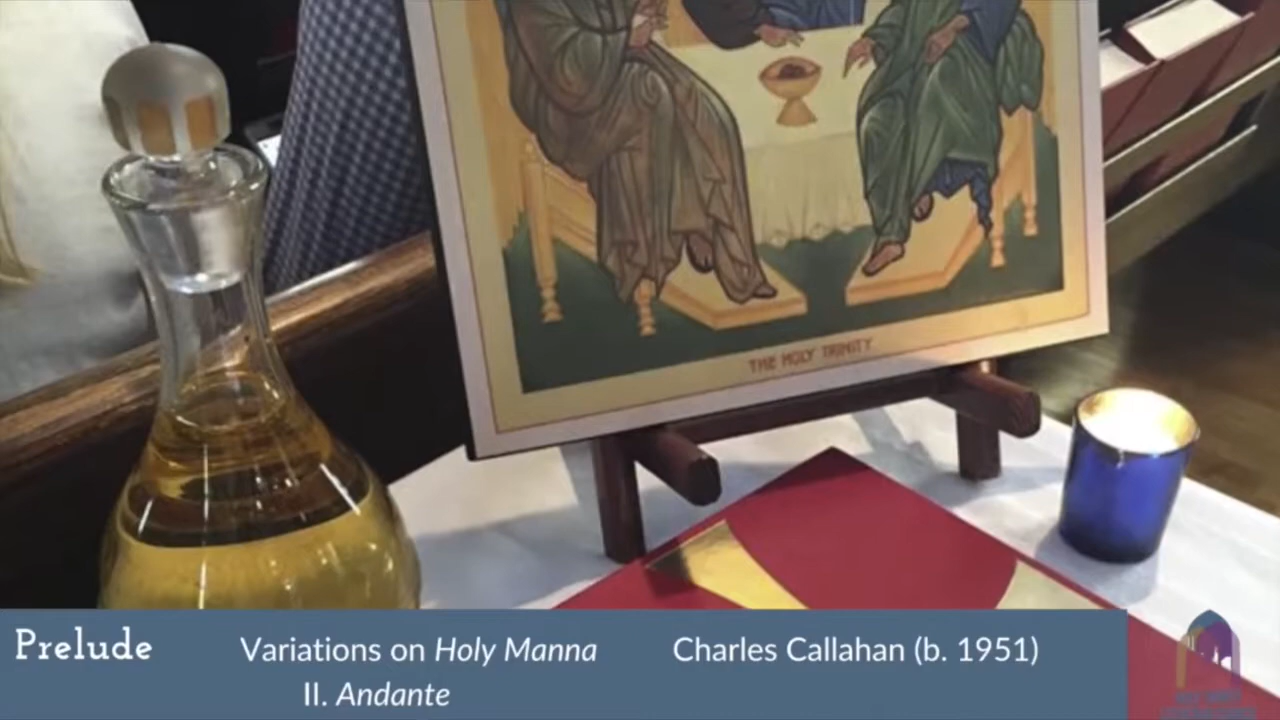 THE HOLY TRINITY
Prelude Variations on Holy Manna Charles Callahan (b. 1951)
II. Andante